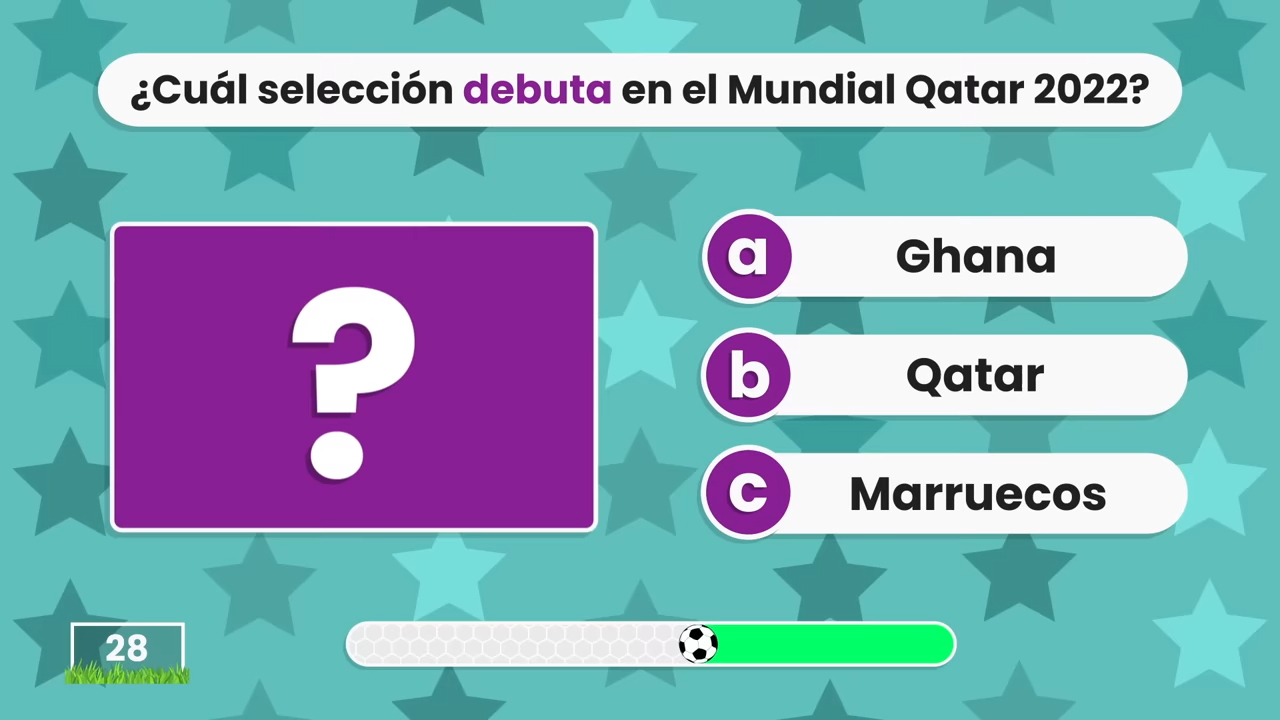 ¿Cuál selección debuta en el Mundial Qatar 2022?
?
a Ghana
b Qatar
c Marruecos
28